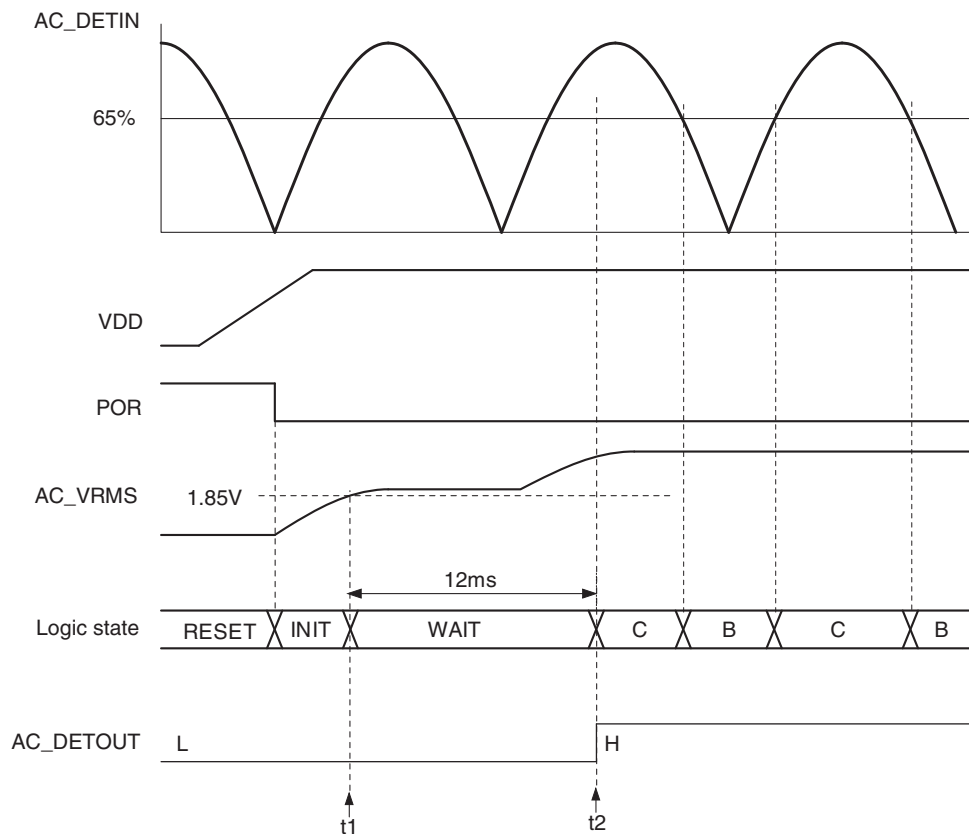 AC_DETIN
65%
VDD
POR
AC_VRMS
1.85V
12ms
Logic state
RESET
INIT
WAIT
C
B
C
B
AC_DETOUT
L
H
t1
t2